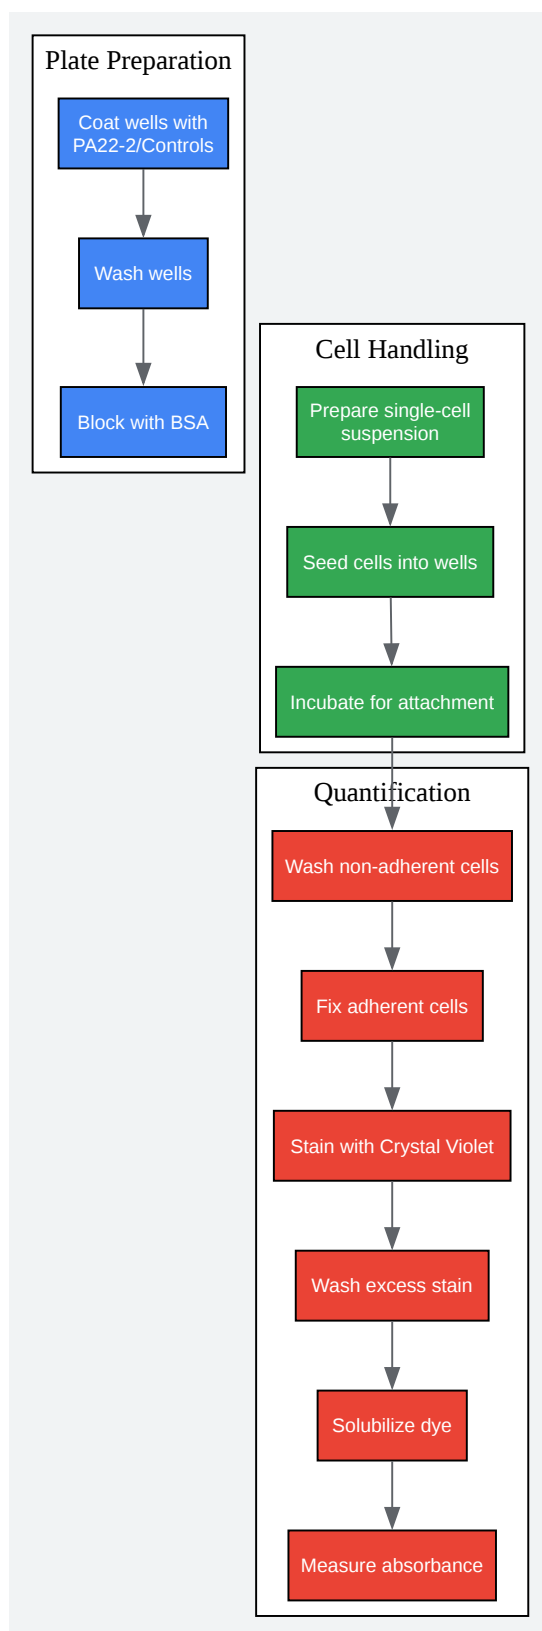 Plate Preparation
Coat wells with
PA22-2/Controls
Wash wells
Block with BSA
Cell Handling
Prepare single-cell
suspension
Seed cells into wells
Incubate for attachment
Quantification
Wash non-adherent cells
Fix adherent cells
Stain with Crystal Violet
Wash excess stain
Solubilize dye
Measure absorbance